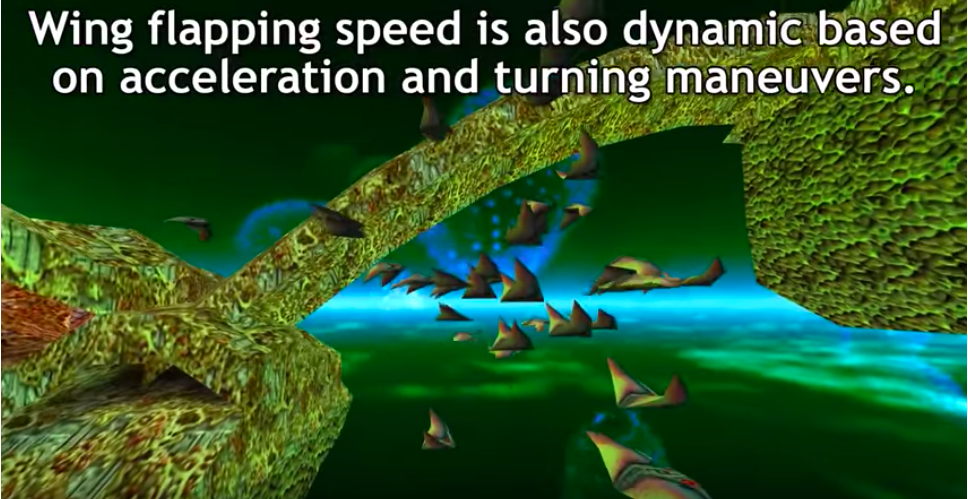 Wing flapping speed is also dynamic based
on acceleration and turning maneuvers.